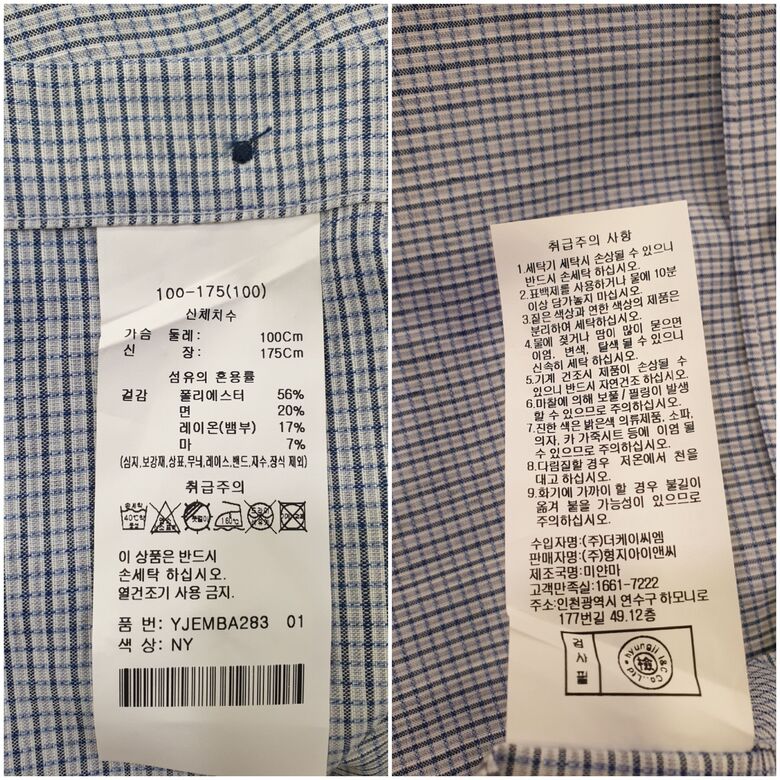 100-175(100)
신체치수
가슴 둘레: 100Cm
신 장: 175Cm
섬유의 혼용률
겉감 폴리에스터 56%
면 20%
레이온(뱀부) 17%
마 7%
(심지,보강재,상표,무늬,레이스,밴드,자수,장식 제외)
취급주의
40℃
160℃
이 상품은 반드시
손세탁 하십시오.
열건조기 사용 금지.
품 번: YJEMBA283 01
색 상: NY
취급주의 사항
1.세탁기 세탁시 손상될 수 있으니
반드시 손세탁 하십시오.
2.표백제를 사용하거나 물에 10분
이상 담가놓지 마십시오.
3.짙은 색상과 연한 색상의 제품은
분리하여 세탁하십시오.
4.물에 젖거나 땀이 많이 묻으면
이염, 변색, 탈색 될 수 있으니
신속히 세탁 하십시오.
5.기계 건조시 제품이 손상될 수
있으니 반드시 자연건조 하십시오.
6.마찰에 의해 보풀/필링이 발생
할 수 있으므로 주의하십시오.
7.진한 색은 밝은색 의류제품, 소파,
의자, 카 가죽시트 등에 이염 될
수 있으므로 주의하십시오.
8.다림질할 경우 저온에서 천을
대고 하십시오.
9.화기에 가까이 할 경우 불길이
옮겨 붙을 가능성이 있으므로
주의하십시오.
수입자명:(주)더케이씨엠
판매자명:(주)형지아이앤씨
제조국명:미얀마
고객만족실:1661-7222
주소:인천광역시 연수구 하모니로
177번길 49.12층
검사필
hyungji I&C Co.,Ltd
檢